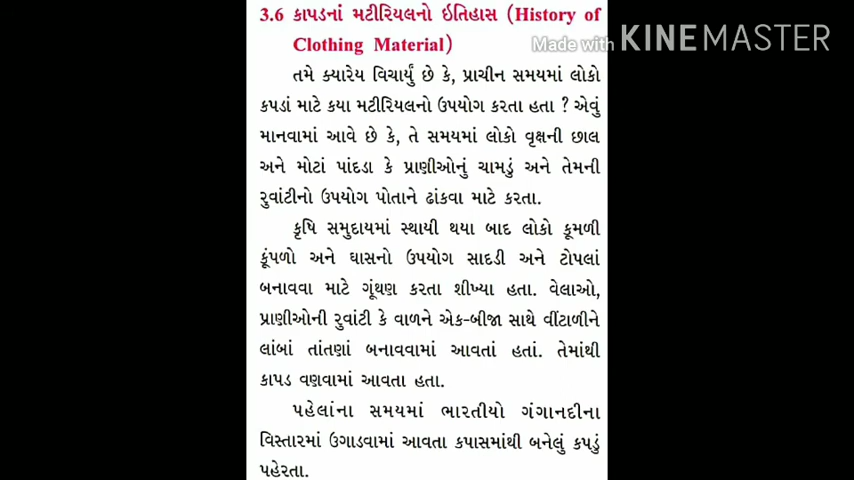 3.6 કાપડનાં મટીરિયલનો ઇતિહાસ (History of
Clothing Material)
Made with KINEMASTER
તમે ક્યારેય વિચાર્યું છે કે, પ્રાચીન સમયમાં લોકો
કપડાં માટે કયા મટીરિયલનો ઉપયોગ કરતા હતા ? એવું
માનવામાં આવે છે કે, તે સમયમાં લોકો વૃક્ષની છાલ
અને મોટાં પાંદડા કે પ્રાણીઓનું ચામડું અને તેમની
રુવાંટીનો ઉપયોગ પોતાને ઢાંકવા માટે કરતા.
કૃષિ સમુદાયમાં સ્થાયી થયા બાદ લોકો કૂમળી
કૂંપળો અને ઘાસનો ઉપયોગ સાદડી અને ટોપલાં
બનાવવા માટે ગૂંથણ કરતા શીખ્યા હતા. વેલાઓ,
પ્રાણીઓની રુવાંટી કે વાળને એક-બીજા સાથે વીંટાળીને
લાંબાં તાંતણાં બનાવવામાં આવતાં હતાં. તેમાંથી
કાપડ વણવામાં આવતા હતા.
પહેલાંના સમયમાં ભારતીયો ગંગાનદીના
વિસ્તારમાં ઉગાડવામાં આવતા કપાસમાંથી બનેલું કપડું
પહેરતા.